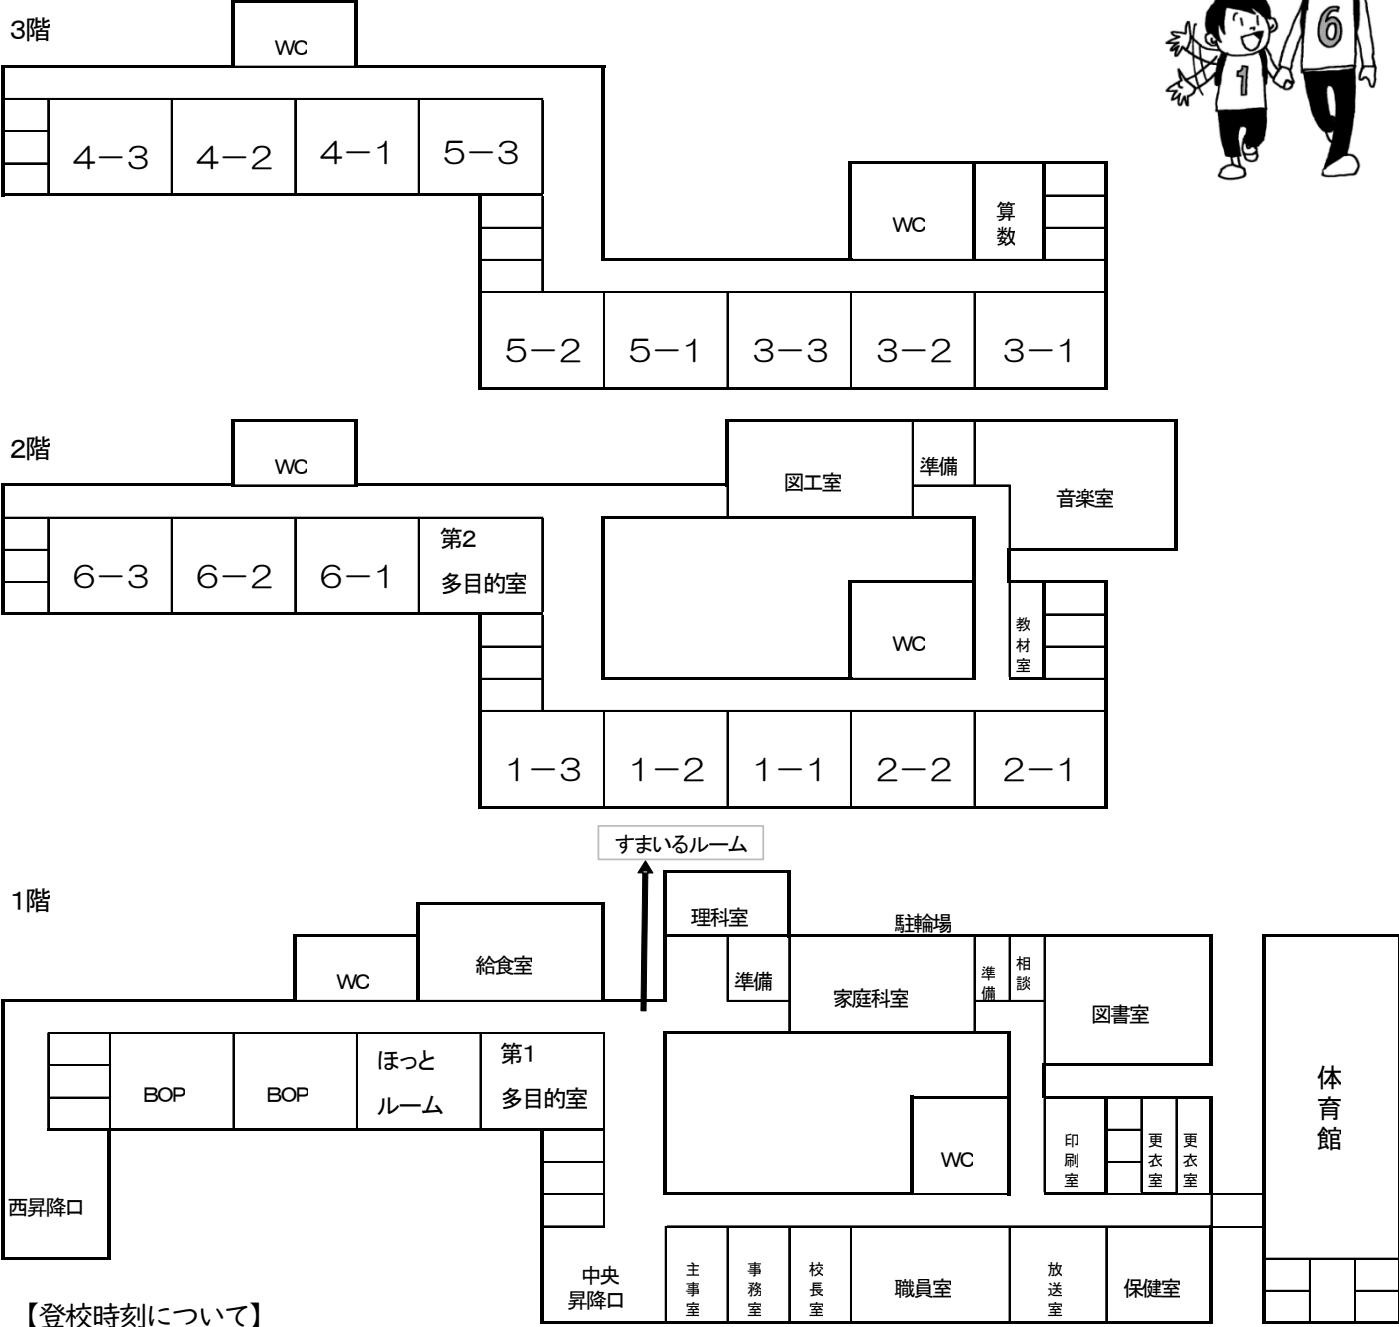 3階
WC
6
1
4-3
4-2
4-1
5-3
WC
算数
5-2
5-1
3-3
3-2
3-1
2階
WC
図工室
準備
音楽室
6-3
6-2
6-1
第2
多目的室
WC
教材室
1-3
1-2
1-1
2-2
2-1
すまいるルーム
1階
理科室
駐輪場
WC
給食室
準備
家庭科室
準備
相談
図書室
BOP
BOP
ほっと
ルーム
第1
多目的室
体育館
WC
印刷室
更衣室
更衣室
西昇降口
中央
昇降口
主事室
事務室
校長室
職員室
放送室
保健室
【登校時刻について】